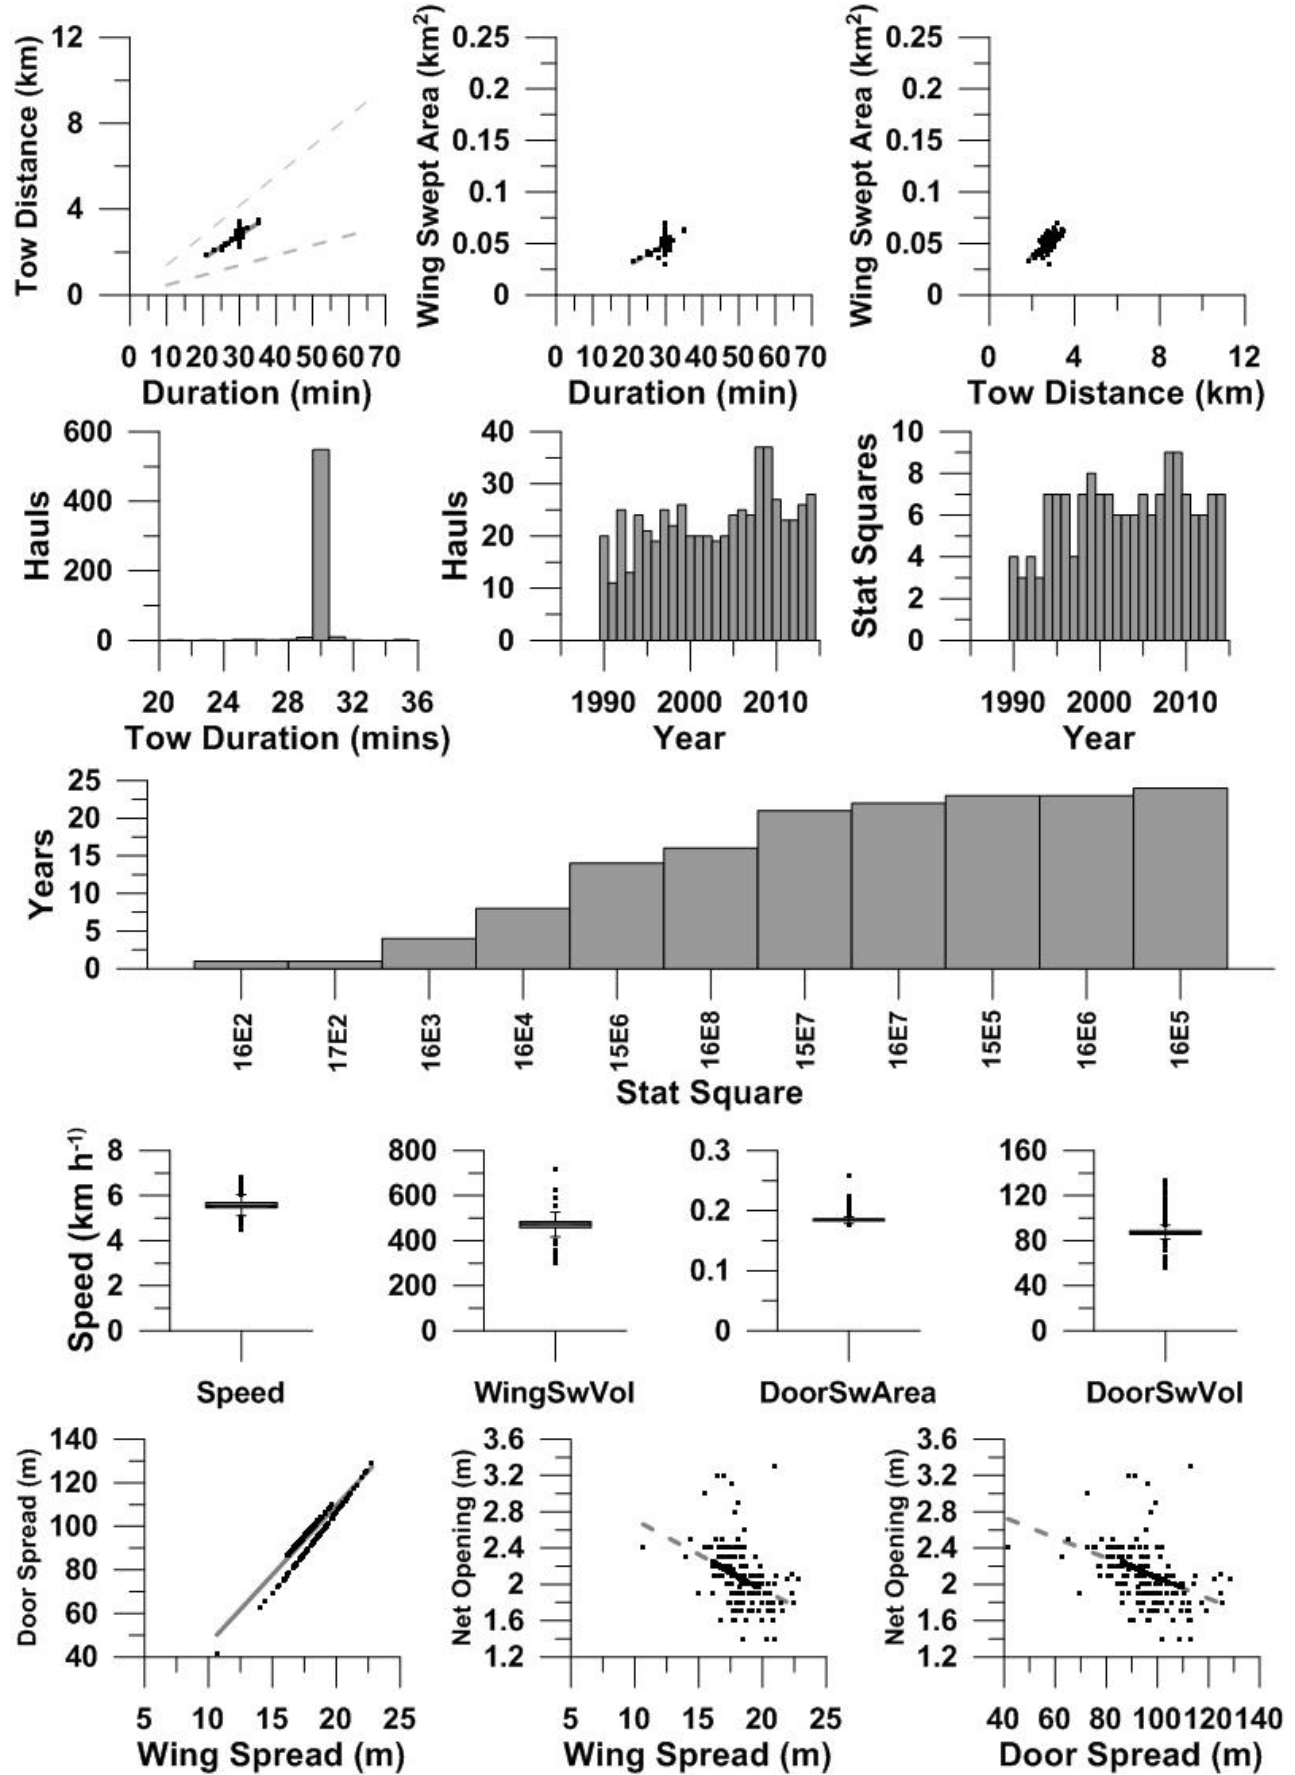 Tow Distance (km)
12
8
4
0
0 10 20 30 40 50 60 70
Duration (min)
Wing Swept Area (km²)
0.25
0.2
0.15
0.1
0.05
0
0 10 20 30 40 50 60 70
Duration (min)
Wing Swept Area (km²)
0.25
0.2
0.15
0.1
0.05
0
0 4 8 12
Tow Distance (km)
Hauls
600
400
200
0
20 24 28 32 36
Tow Duration (mins)
Hauls
40
30
20
10
0
1990 2000 2010
Year
Stat Squares
10
8
6
4
2
0
1990 2000 2010
Year
Years
25
20
15
10
5
0
16E2 17E2 16E3 16E4 15E6 16E8 15E7 16E7 15E5 16E6 16E5
Stat Square
Speed (km h⁻¹)
8
6
4
2
0
Speed
800
600
400
200
0
WingSwVol
0.3
0.2
0.1
0
DoorSwArea
160
120
80
40
0
DoorSwVol
Door Spread (m)
140
120
100
80
60
40
5 10 15 20 25
Wing Spread (m)
Net Opening (m)
3.6
3.2
2.8
2.4
2
1.6
1.2
5 10 15 20 25
Wing Spread (m)
Net Opening (m)
3.6
3.2
2.8
2.4
2
1.6
1.2
40 60 80 100 120 140
Door Spread (m)